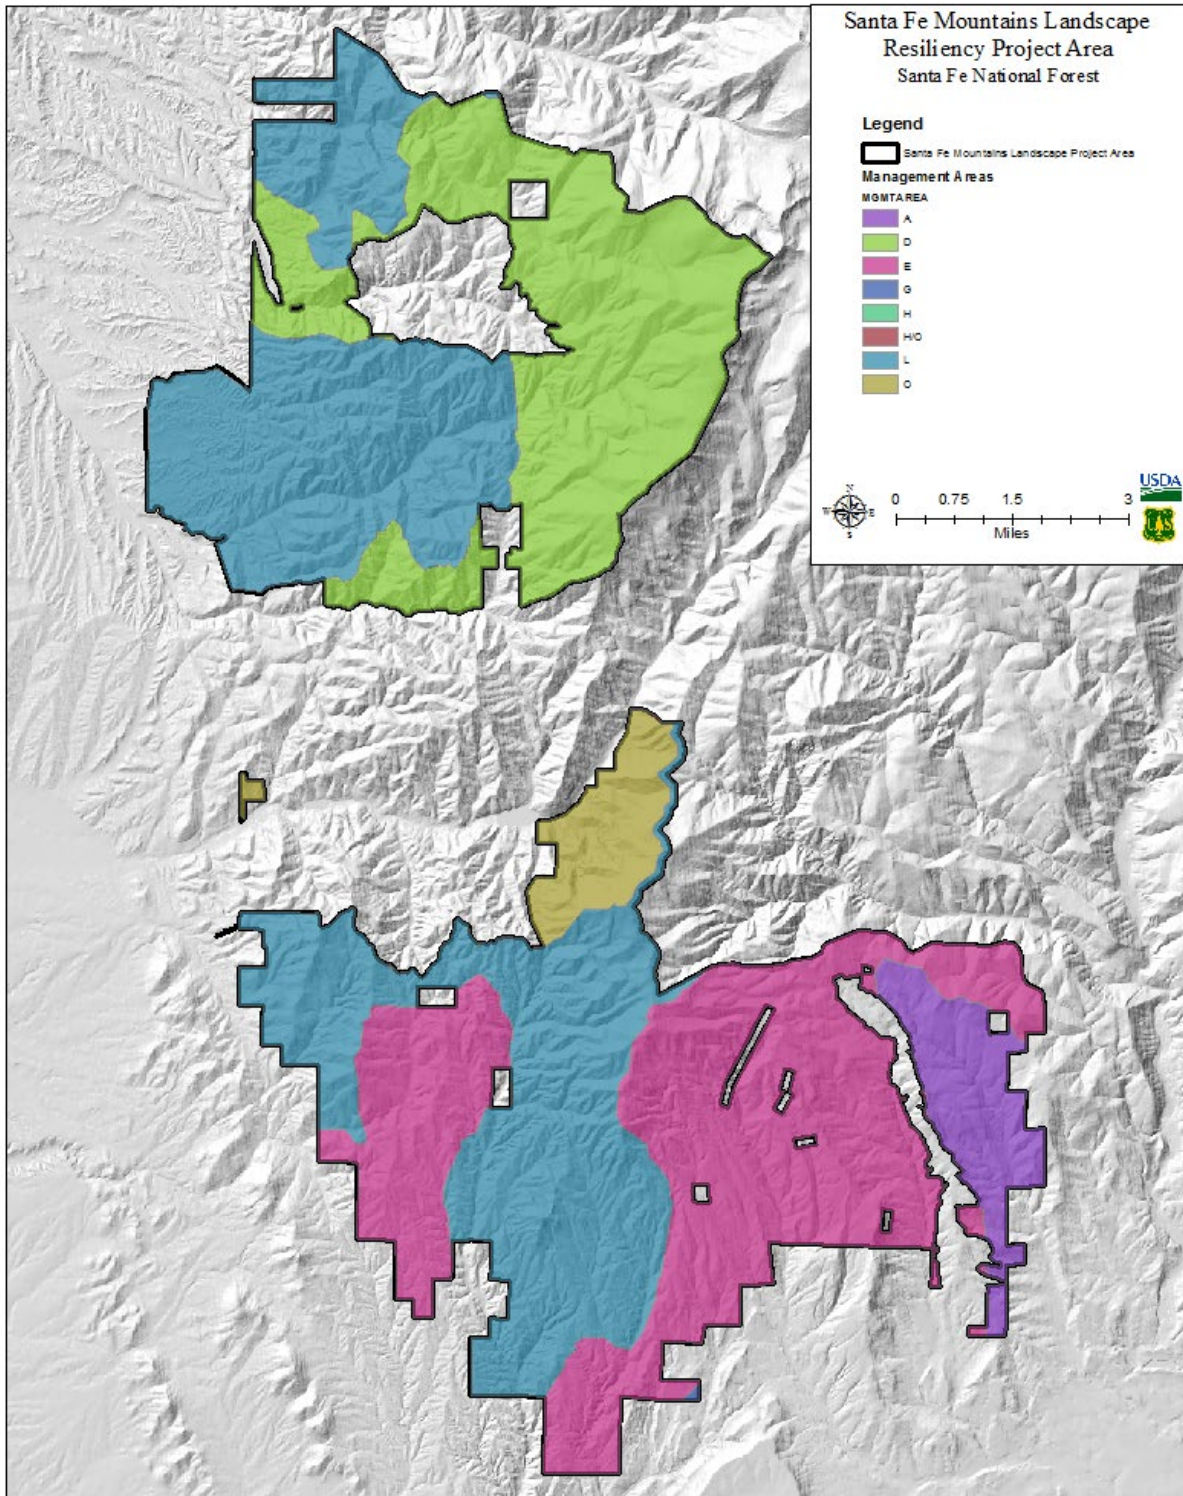 Santa Fe Mountains Landscape
Resiliency Project Area
Santa Fe National Forest
Legend
Santa Fe Mountains Landscape Project Area
Management Areas
MGMTAREA
A
D
E
G
H
H/O
L
O
N
W E
S
0 0.75 1.5 3
Miles
USDA
U S